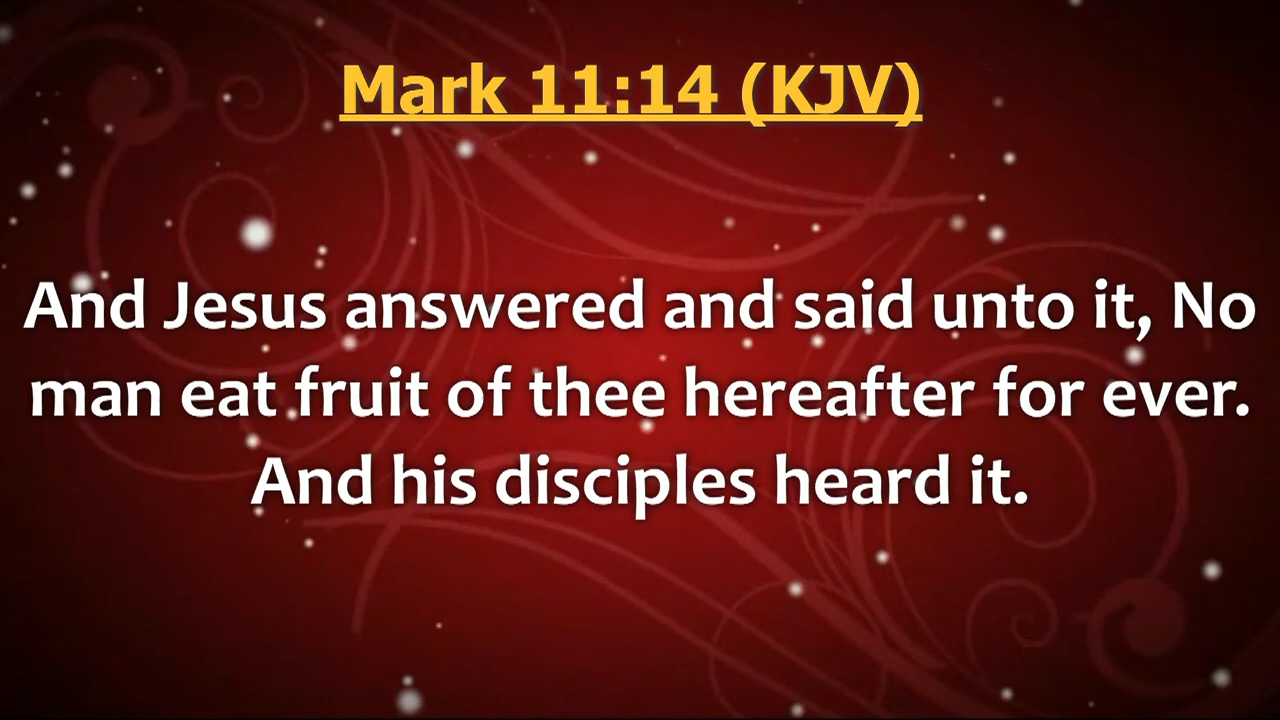 Mark 11:14 (KJV)
And Jesus answered and said unto it, No
man eat fruit of thee hereafter for ever.
And his disciples heard it.